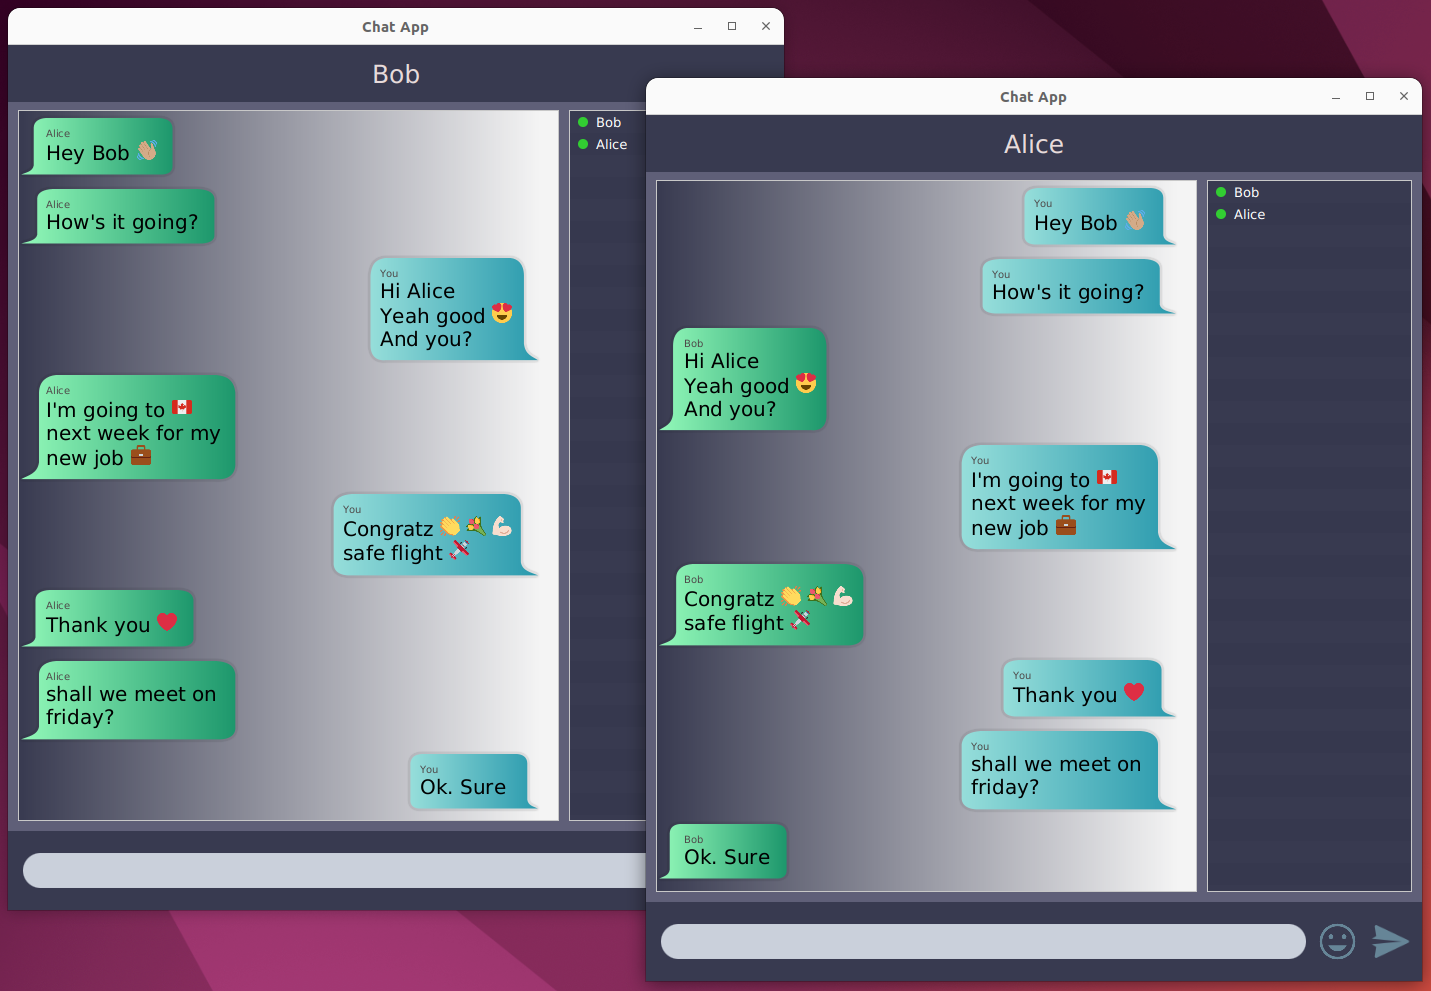 Chat App
Bob
Alice
Hey Bob 👋🏼
Alice
How's it going?
You
Hi Alice
Yeah good 😍
And you?
Alice
I'm going to 🇨🇦
next week for my
new job 💼
You
Congratz 👏💐💪🏻
safe flight 🛩️
Alice
Thank you ❤️
Alice
shall we meet on
friday?
You
Ok. Sure
Bob
Alice
Chat App
Alice
You
Hey Bob 👋🏼
You
How's it going?
Bob
Hi Alice
Yeah good 😍
And you?
You
I'm going to 🇨🇦
next week for my
new job 💼
Bob
Congratz 👏💐💪🏻
safe flight 🛩️
You
Thank you ❤️
You
shall we meet on
friday?
Bob
Ok. Sure
Bob
Alice